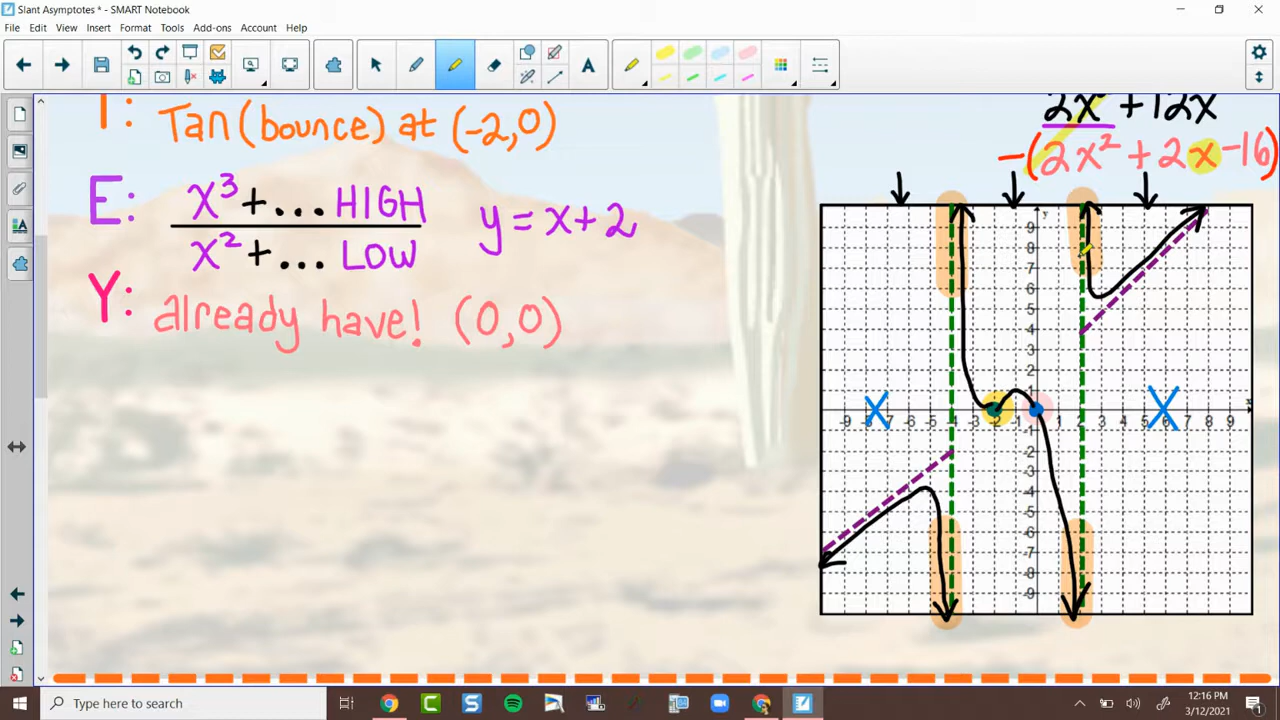 Slant Asymptotes * - SMART Notebook
File Edit View Insert Format Tools Add-ons Account Help
T: Tan (bounce) at (-2,0)
2x² + 12x
-(2x² + 2x -16)
E: x³ + ... HIGH
x² + ... LOW
y = x + 2
Y: already have! (0,0)
y
9
8
7
6
5
4
3
2
1
x
-9 -7 -6 -5 -4 -2 -1 1 2 3 4 5 6 7 8 9
-2
-3
-4
-5
-6
-7
-8
-9
Type here to search
12:16 PM
3/12/2021